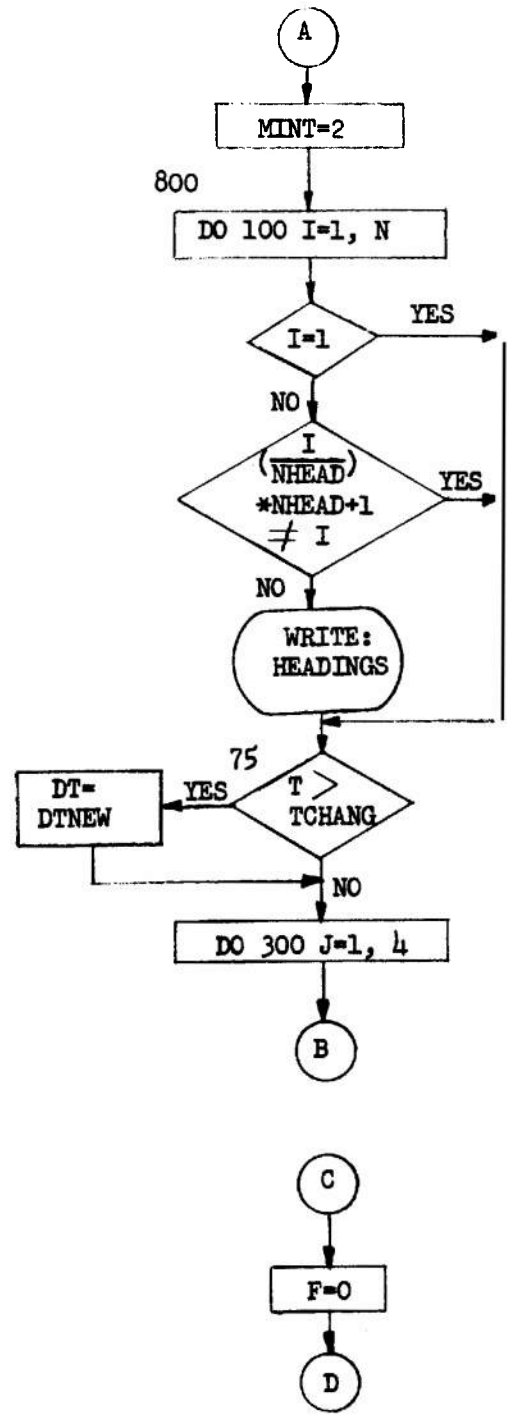 A
MINT=2
800
DO 100 I=1, N
I=1
YES
NO
I
(NHEAD)
*NHEAD+1
≠ I
YES
NO
WRITE:
HEADINGS
75
T >
TCHANG
YES
DT=
DTNEW
NO
DO 300 J=1, 4
B
C
F=0
D